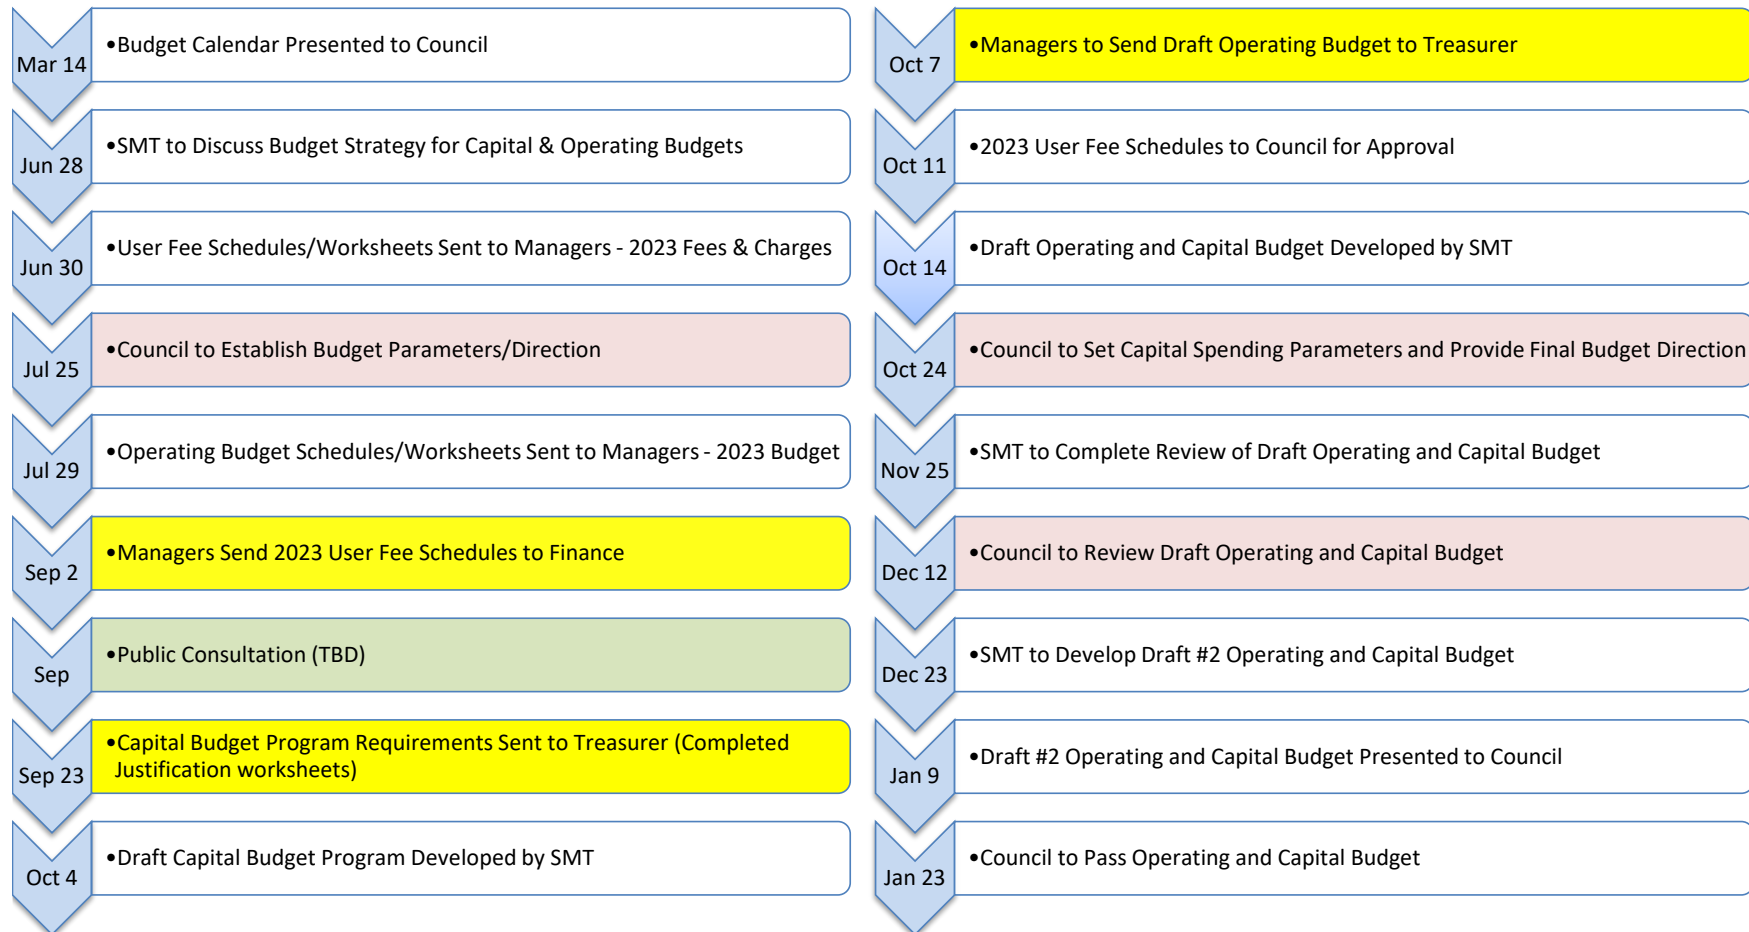 Mar 14
•Budget Calendar Presented to Council
Jun 28
•SMT to Discuss Budget Strategy for Capital & Operating Budgets
Jun 30
•User Fee Schedules/Worksheets Sent to Managers - 2023 Fees & Charges
Jul 25
•Council to Establish Budget Parameters/Direction
Jul 29
•Operating Budget Schedules/Worksheets Sent to Managers - 2023 Budget
Sep 2
•Managers Send 2023 User Fee Schedules to Finance
Sep
•Public Consultation (TBD)
Sep 23
•Capital Budget Program Requirements Sent to Treasurer (Completed
Justification worksheets)
Oct 4
•Draft Capital Budget Program Developed by SMT
Oct 7
•Managers to Send Draft Operating Budget to Treasurer
Oct 11
•2023 User Fee Schedules to Council for Approval
Oct 14
•Draft Operating and Capital Budget Developed by SMT
Oct 24
•Council to Set Capital Spending Parameters and Provide Final Budget Direction
Nov 25
•SMT to Complete Review of Draft Operating and Capital Budget
Dec 12
•Council to Review Draft Operating and Capital Budget
Dec 23
•SMT to Develop Draft #2 Operating and Capital Budget
Jan 9
•Draft #2 Operating and Capital Budget Presented to Council
Jan 23
•Council to Pass Operating and Capital Budget